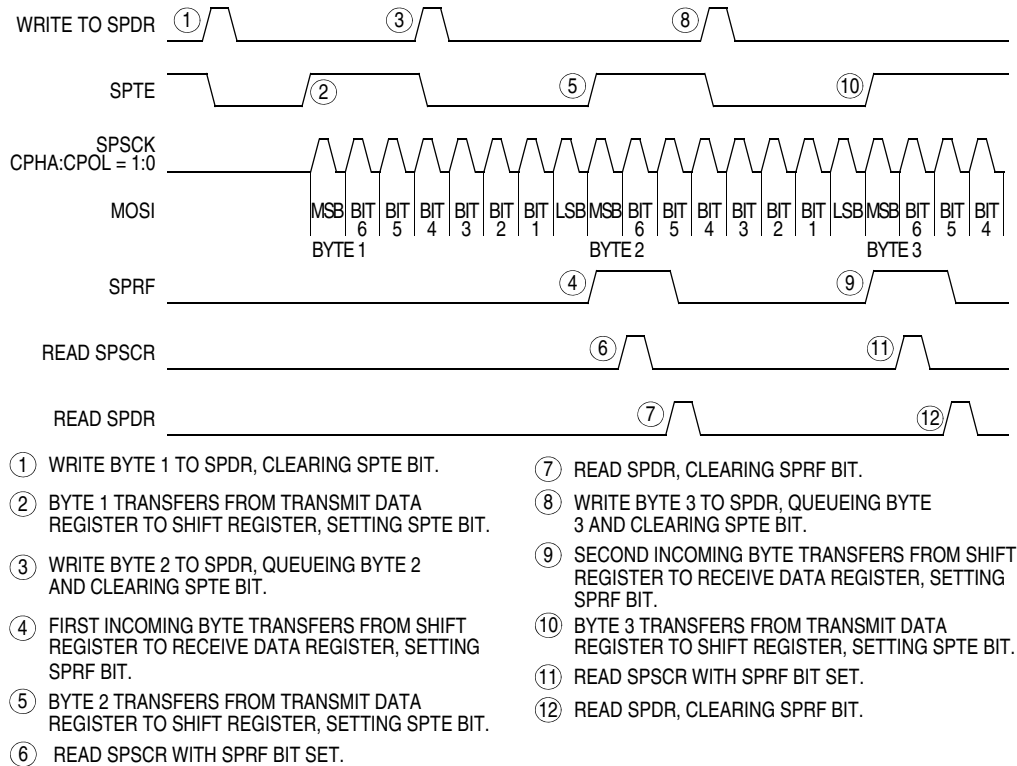 WRITE TO SPDR
1
3
8
SPTE
2
5
10
SPSCK
CPHA:CPOL = 1:0
MOSI
MSB BIT BIT BIT BIT BIT BIT LSB MSB BIT BIT BIT BIT BIT BIT LSB MSB BIT BIT BIT
6 5 4 3 2 1 6 5 4 3 2 1 6 5 4
BYTE 1 BYTE 2 BYTE 3
SPRF
4
9
READ SPSCR
6
11
READ SPDR
7
12
1 WRITE BYTE 1 TO SPDR, CLEARING SPTE BIT.
2 BYTE 1 TRANSFERS FROM TRANSMIT DATA
REGISTER TO SHIFT REGISTER, SETTING SPTE BIT.
3 WRITE BYTE 2 TO SPDR, QUEUEING BYTE 2
AND CLEARING SPTE BIT.
4 FIRST INCOMING BYTE TRANSFERS FROM SHIFT
REGISTER TO RECEIVE DATA REGISTER, SETTING
SPRF BIT.
5 BYTE 2 TRANSFERS FROM TRANSMIT DATA
REGISTER TO SHIFT REGISTER, SETTING SPTE BIT.
6 READ SPSCR WITH SPRF BIT SET.
7 READ SPDR, CLEARING SPRF BIT.
8 WRITE BYTE 3 TO SPDR, QUEUEING BYTE
3 AND CLEARING SPTE BIT.
9 SECOND INCOMING BYTE TRANSFERS FROM SHIFT
REGISTER TO RECEIVE DATA REGISTER, SETTING
SPRF BIT.
10 BYTE 3 TRANSFERS FROM TRANSMIT DATA
REGISTER TO SHIFT REGISTER, SETTING SPTE BIT.
11 READ SPSCR WITH SPRF BIT SET.
12 READ SPDR, CLEARING SPRF BIT.